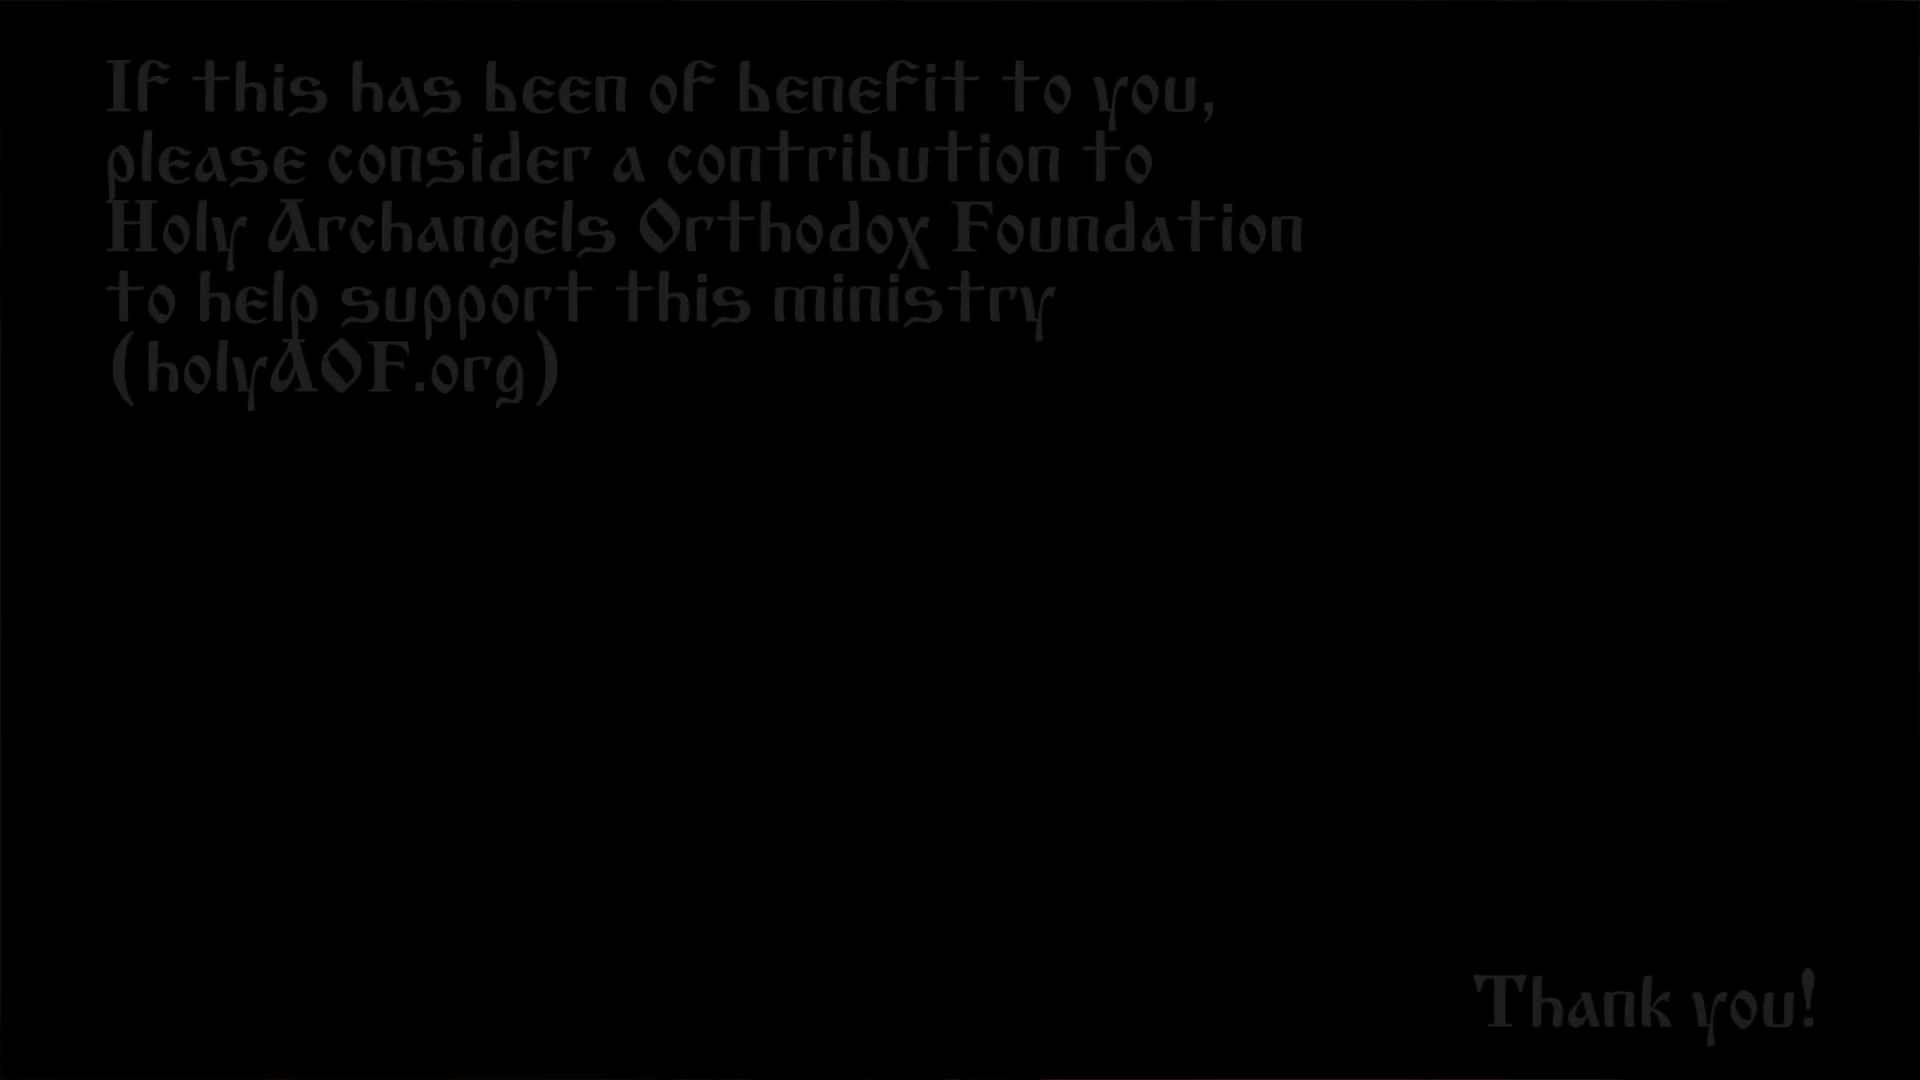 If this has been of benefit to you,
please consider a contribution to
Holy Archangels Orthodox Foundation
to help support this ministry
(holyAOF.org)
Thank you!